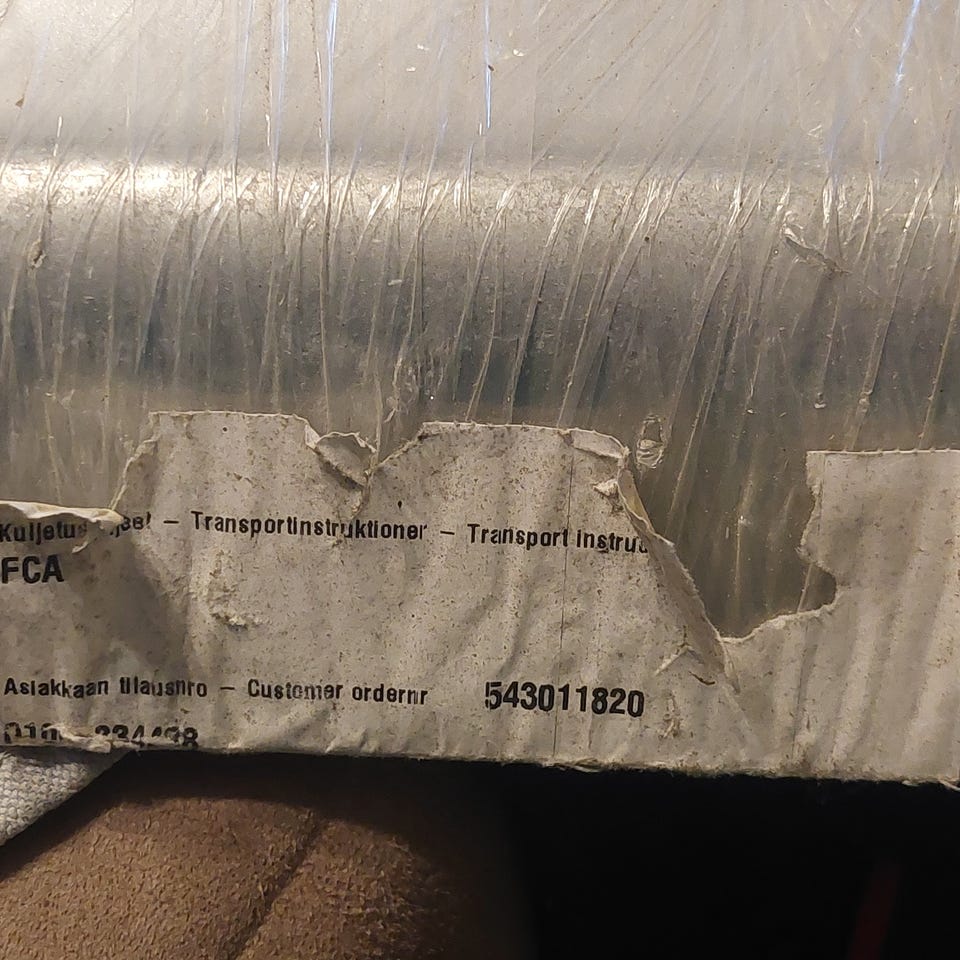 Transportinstruktioner – Transport
FCA
Asiakkaan tilausnro – Customer ordernr 543011820